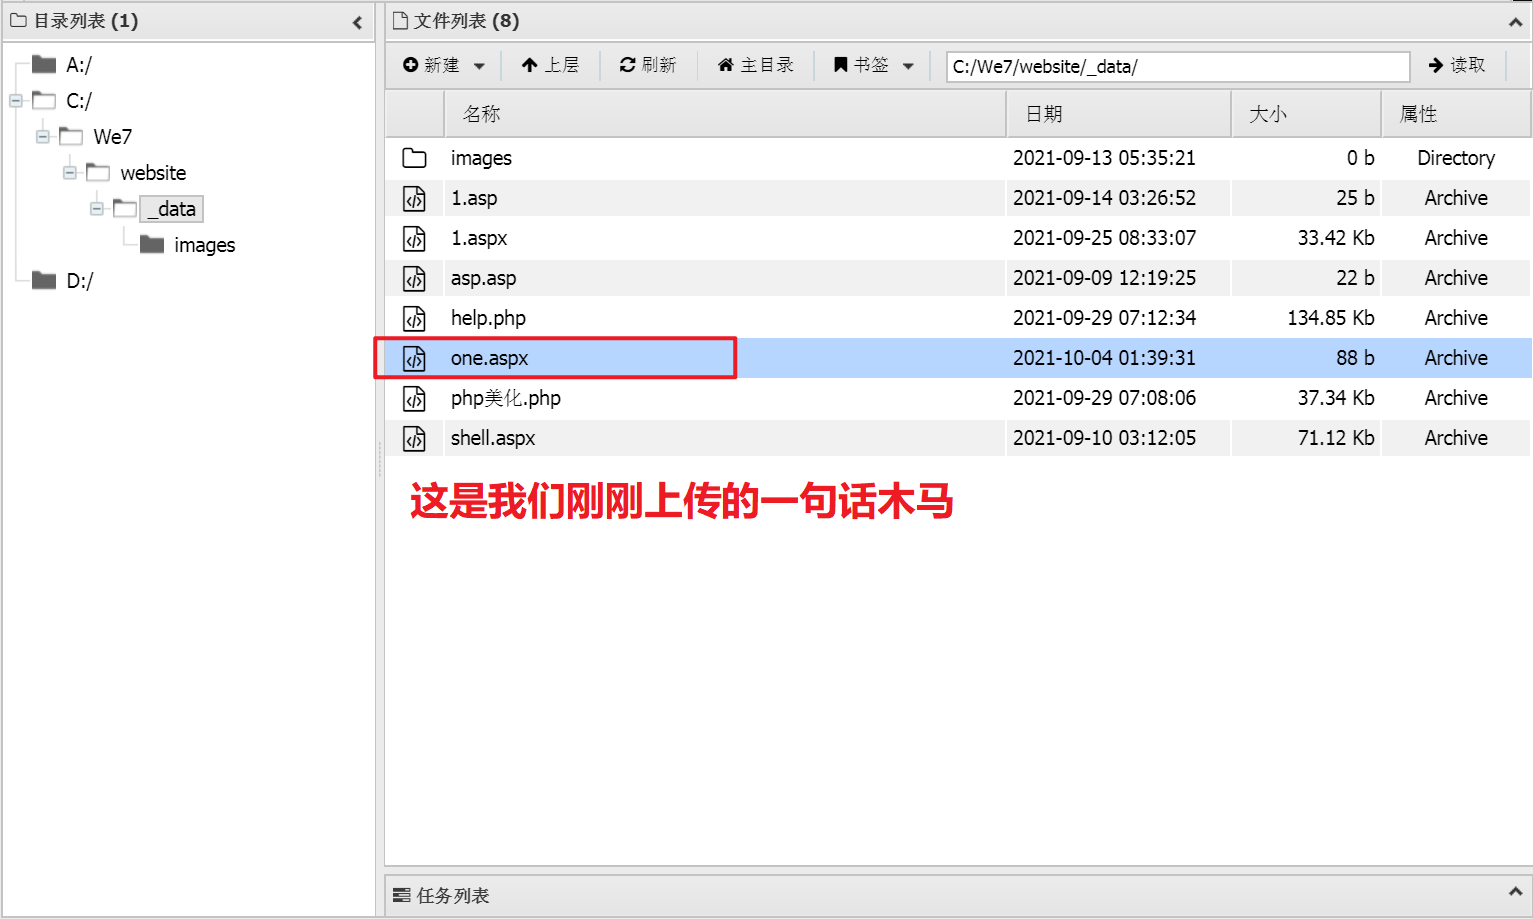 目录列表 (1)
A:/
C:/
We7
website
_data
images
D:/
文件列表 (8)
新建 上层 刷新 主目录 书签 C:/We7/website/_data/ 读取
名称 日期 大小 属性
images 2021-09-13 05:35:21 0 b Directory
1.asp 2021-09-14 03:26:52 25 b Archive
1.aspx 2021-09-25 08:33:07 33.42 Kb Archive
asp.asp 2021-09-09 12:19:25 22 b Archive
help.php 2021-09-29 07:12:34 134.85 Kb Archive
one.aspx 2021-10-04 01:39:31 88 b Archive
php美化.php 2021-09-29 07:08:06 37.34 Kb Archive
shell.aspx 2021-09-10 03:12:05 71.12 Kb Archive
这是我们刚刚上传的一句话木马
任务列表